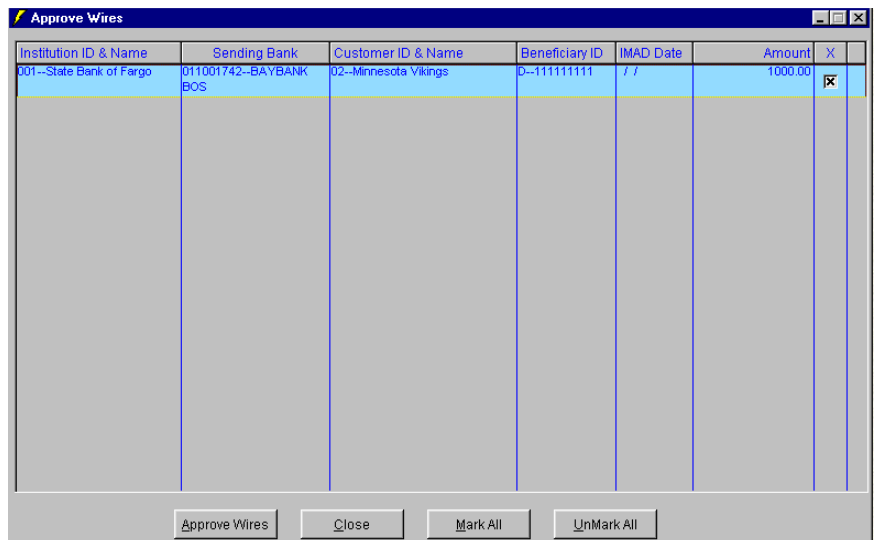 Approve Wires
Institution ID & Name Sending Bank Customer ID & Name Beneficiary ID IMAD Date Amount X
001--State Bank of Fargo 011001742--BAYBANK 02--Minnesota Vikings D--111111111 / / 1000.00
BOS
Approve Wires Close Mark All UnMark All